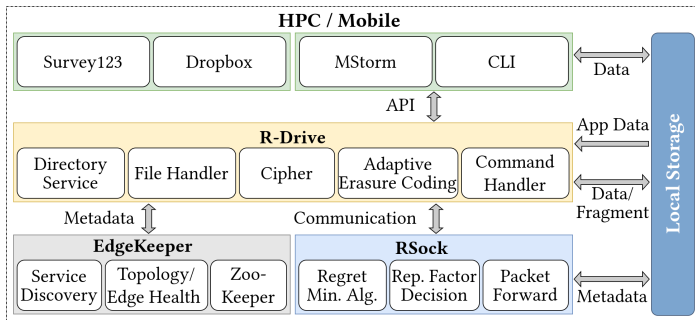 HPC / Mobile
Survey123
Dropbox
MStorm
CLI
Data
API
App Data
R-Drive
Directory
Service
File Handler
Cipher
Adaptive
Erasure Coding
Command
Handler
Data/
Fragment
Local Storage
Metadata
Communication
EdgeKeeper
Service
Discovery
Topology/
Edge Health
Zoo-
Keeper
RSock
Regret
Min. Alg.
Rep. Factor
Decision
Packet
Forward
Metadata